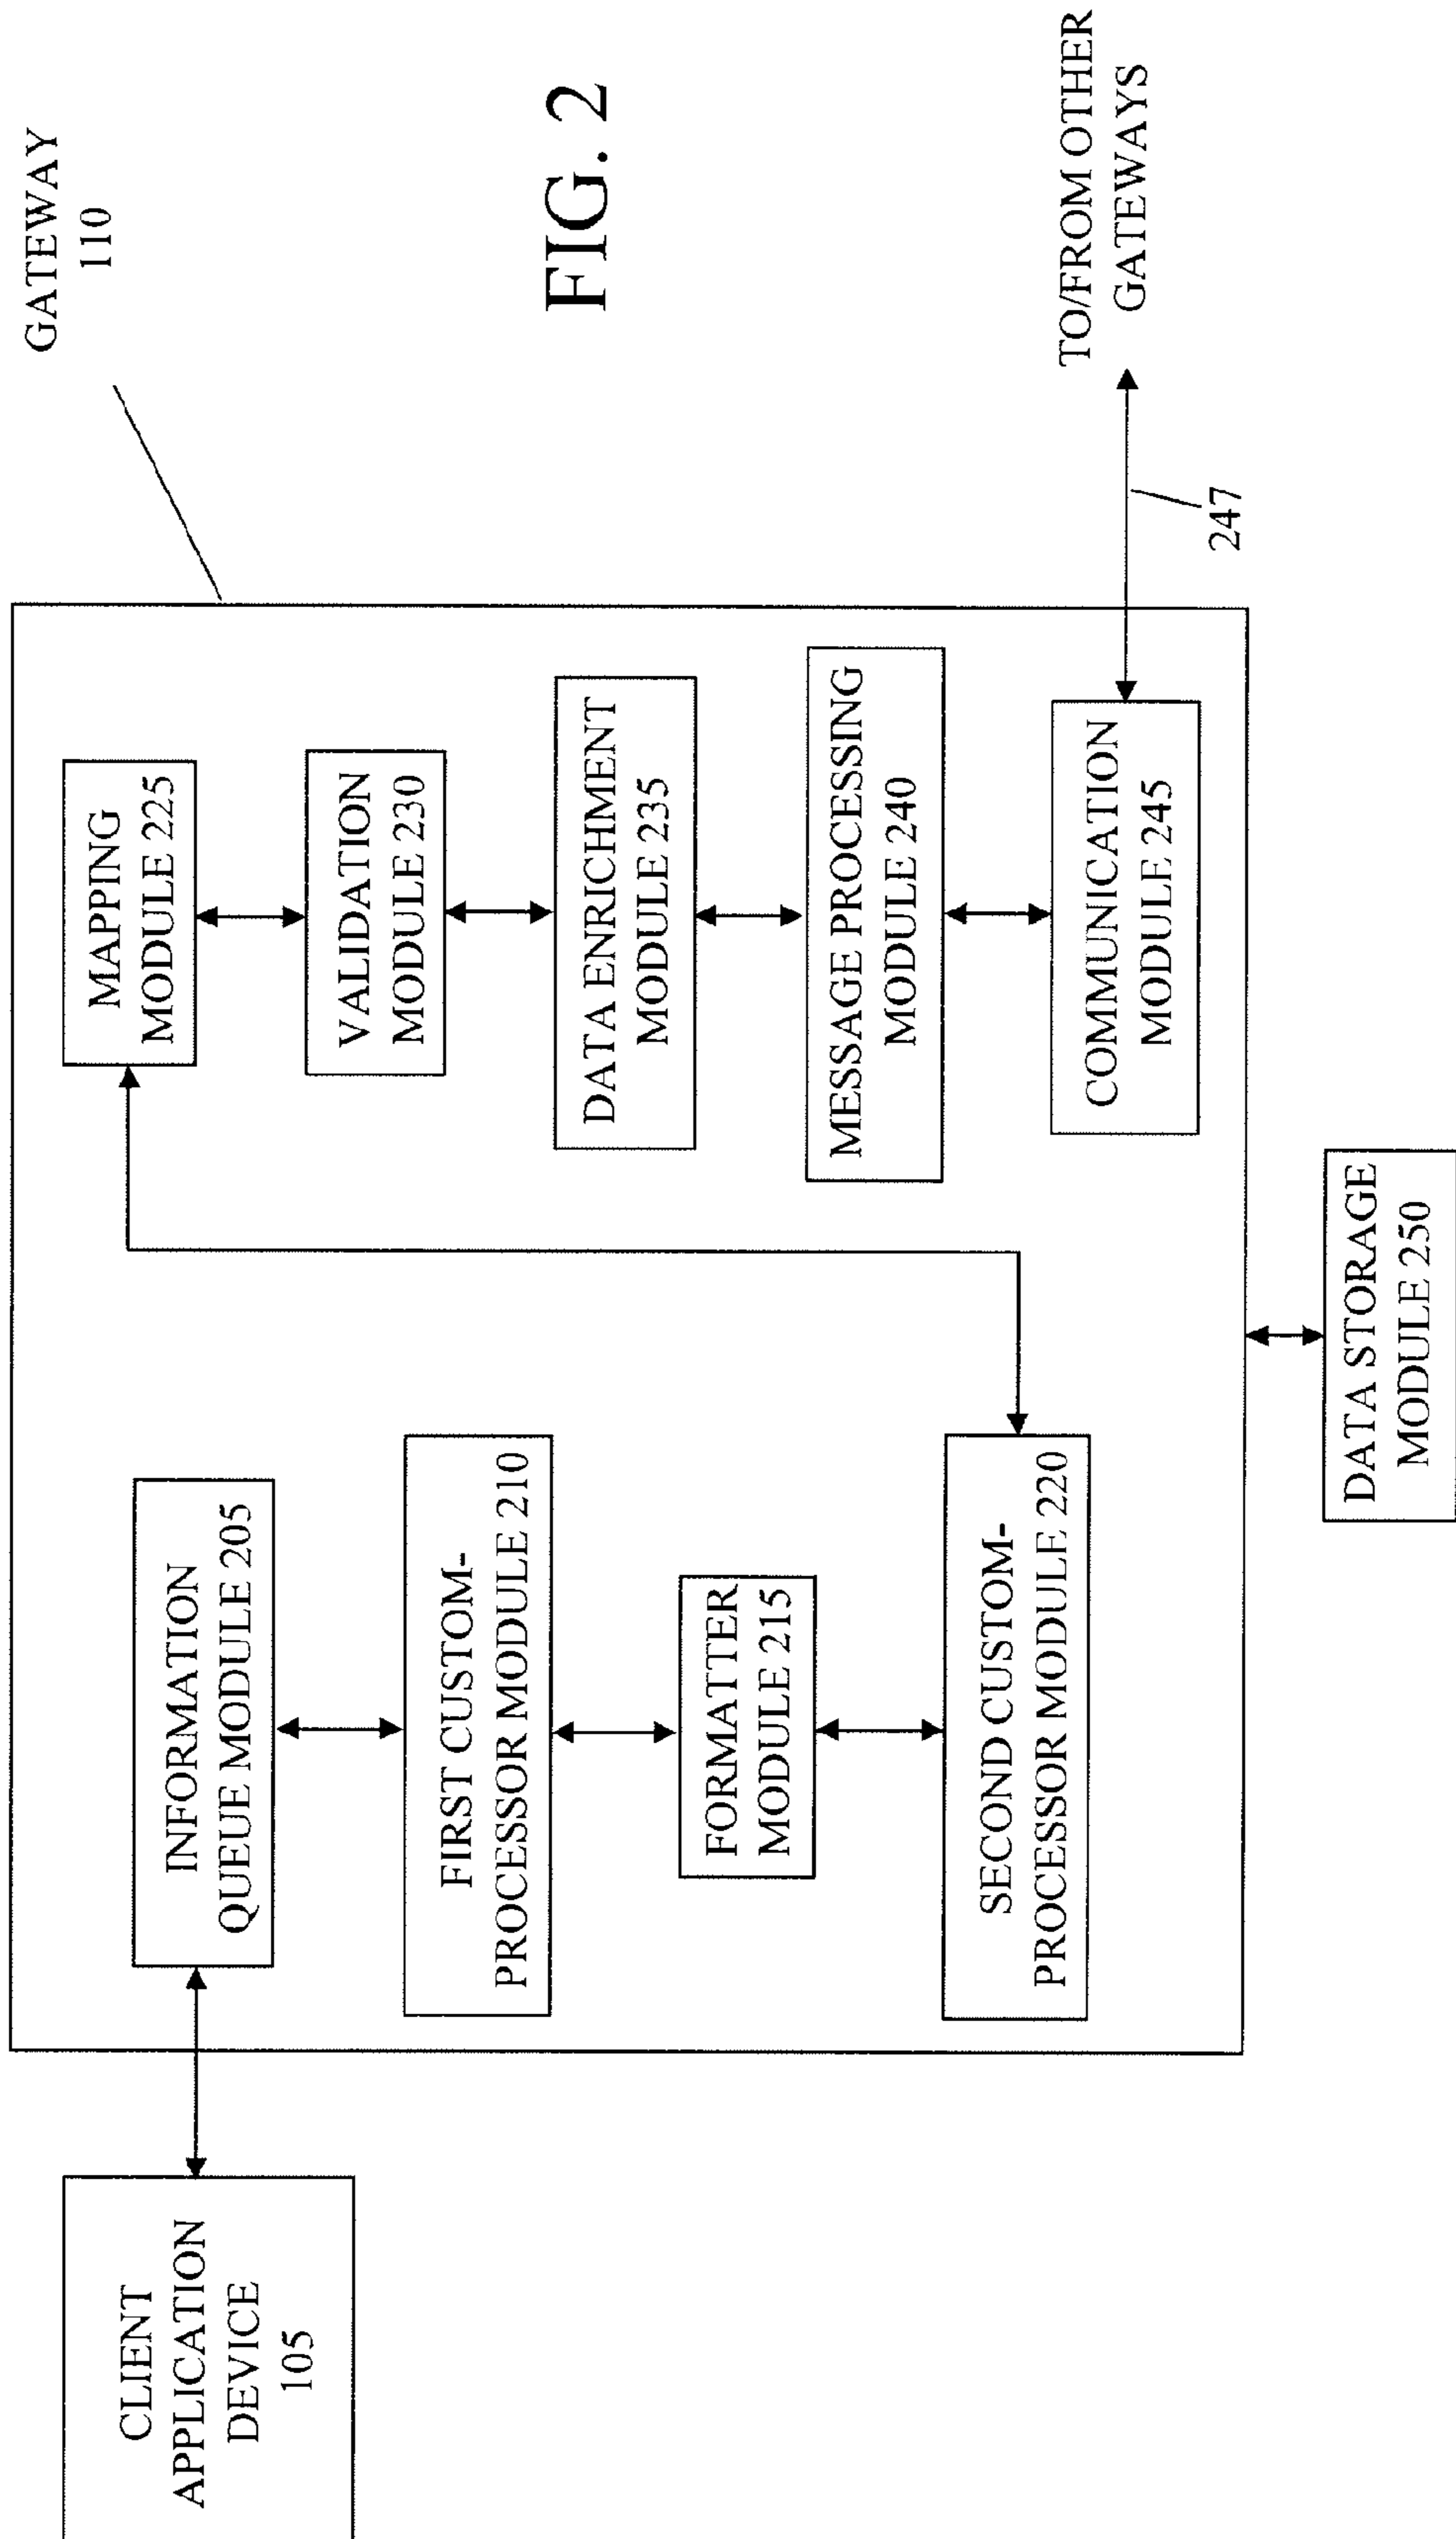 CLIENT
APPLICATION
DEVICE
105
GATEWAY
110
INFORMATION
QUEUE MODULE 205
FIRST CUSTOM-
PROCESSOR MODULE 210
FORMATTER
MODULE 215
SECOND CUSTOM-
PROCESSOR MODULE 220
MAPPING
MODULE 225
VALIDATION
MODULE 230
DATA ENRICHMENT
MODULE 235
MESSAGE PROCESSING
MODULE 240
COMMUNICATION
MODULE 245
247
TO/FROM OTHER
GATEWAYS
DATA STORAGE
MODULE 250
FIG. 2